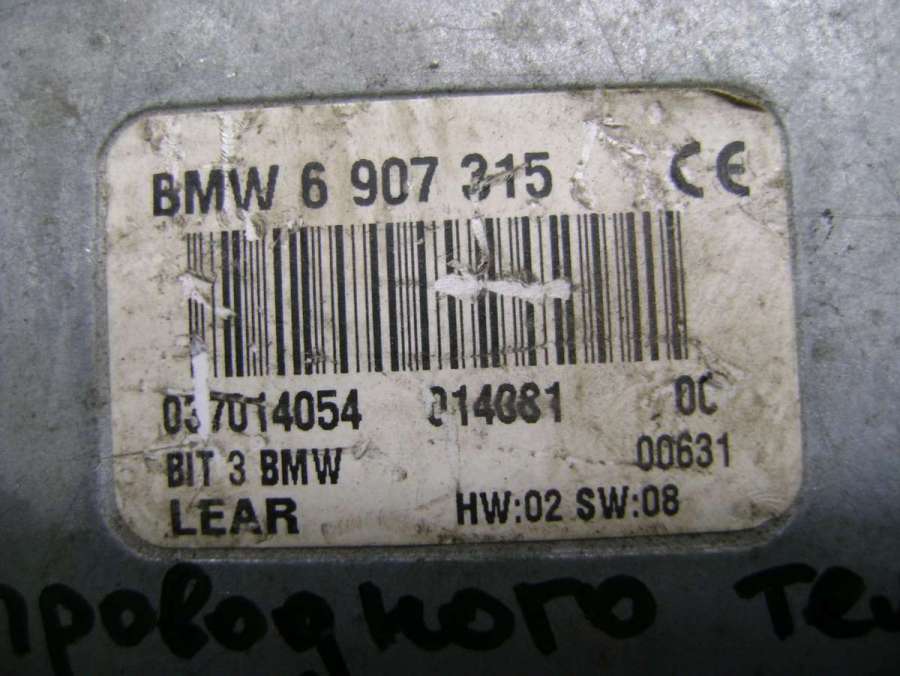 BMW 6 907 315 CE
037014054 014081 0C
BIT 3 BMW 00631
LEAR HW:02 SW:08
проводного